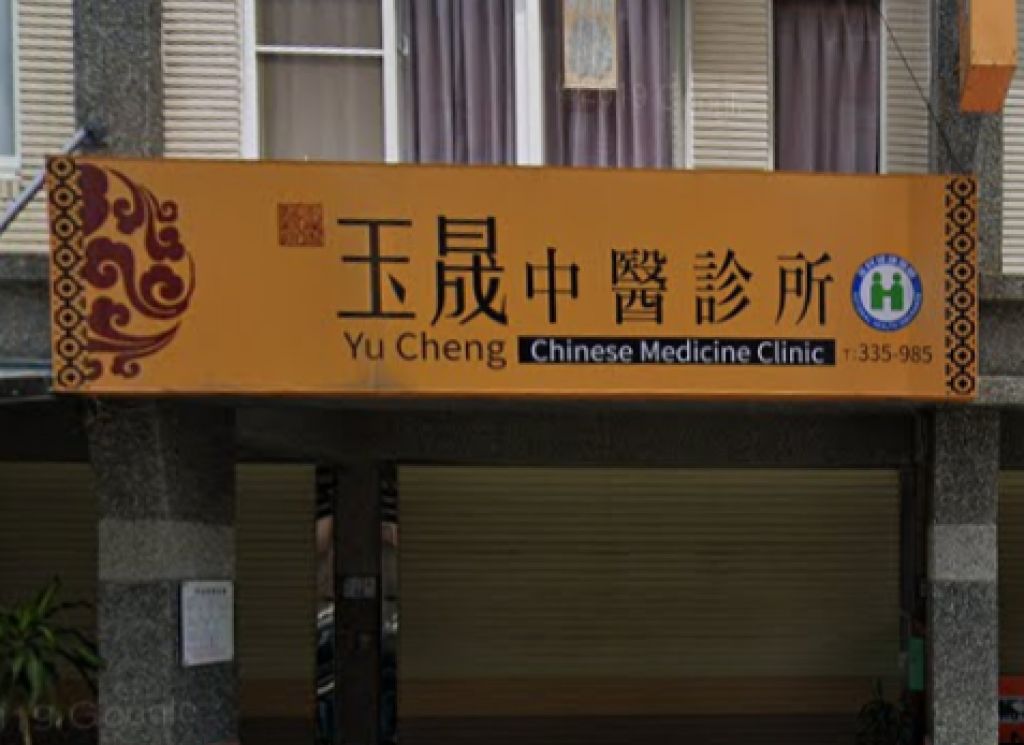 玉晟中醫診所
Yu Cheng Chinese Medicine Clinic T:335-985